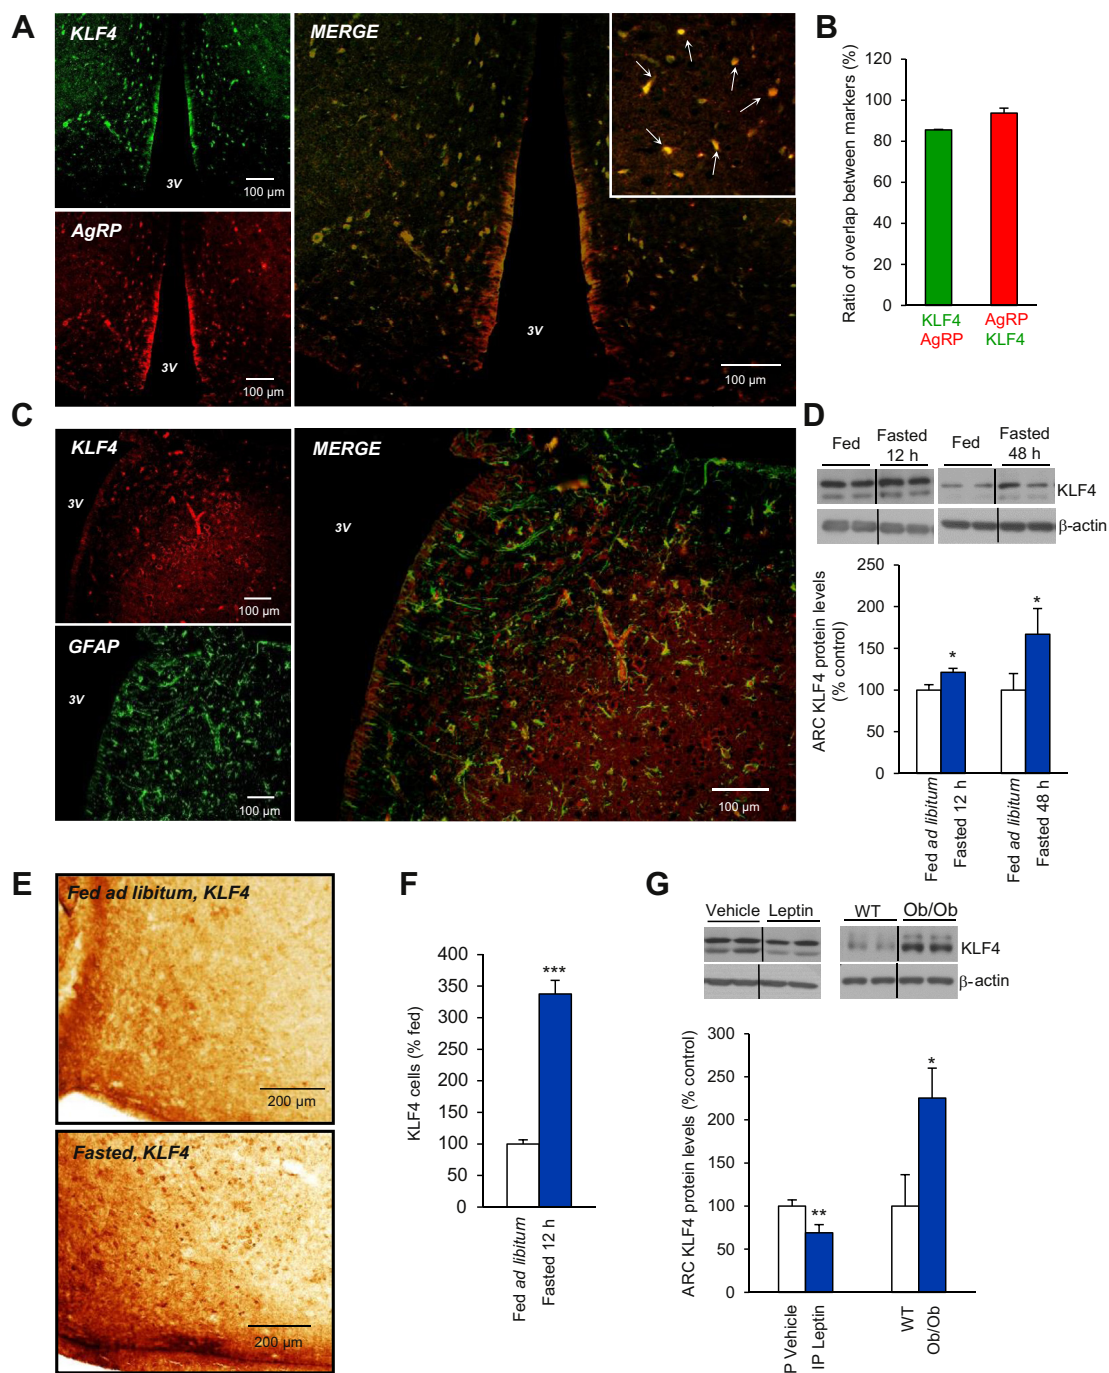 A
KLF4
3V
100 µm
AgRP
3V
100 µm
MERGE
3V
100 µm
B
Ratio of overlap between markers (%)
120
100
80
60
40
20
0
KLF4
AgRP
AgRP
KLF4
C
KLF4
3V
100 µm
GFAP
3V
100 µm
MERGE
3V
100 µm
D
Fed
Fasted
12 h
Fed
Fasted
48 h
KLF4
β-actin
ARC KLF4 protein levels
(% control)
250
200
150
100
50
0
*
*
Fed ad libitum
Fasted 12 h
Fed ad libitum
Fasted 48 h
E
Fed ad libitum, KLF4
200 µm
Fasted, KLF4
200 µm
F
KLF4 cells (% fed)
400
350
300
250
200
150
100
50
0
***
Fed ad libitum
Fasted 12 h
G
Vehicle
Leptin
WT
Ob/Ob
KLF4
β-actin
ARC KLF4 protein levels (% control)
300
250
200
150
100
50
0
**
*
P Vehicle
IP Leptin
WT
Ob/Ob